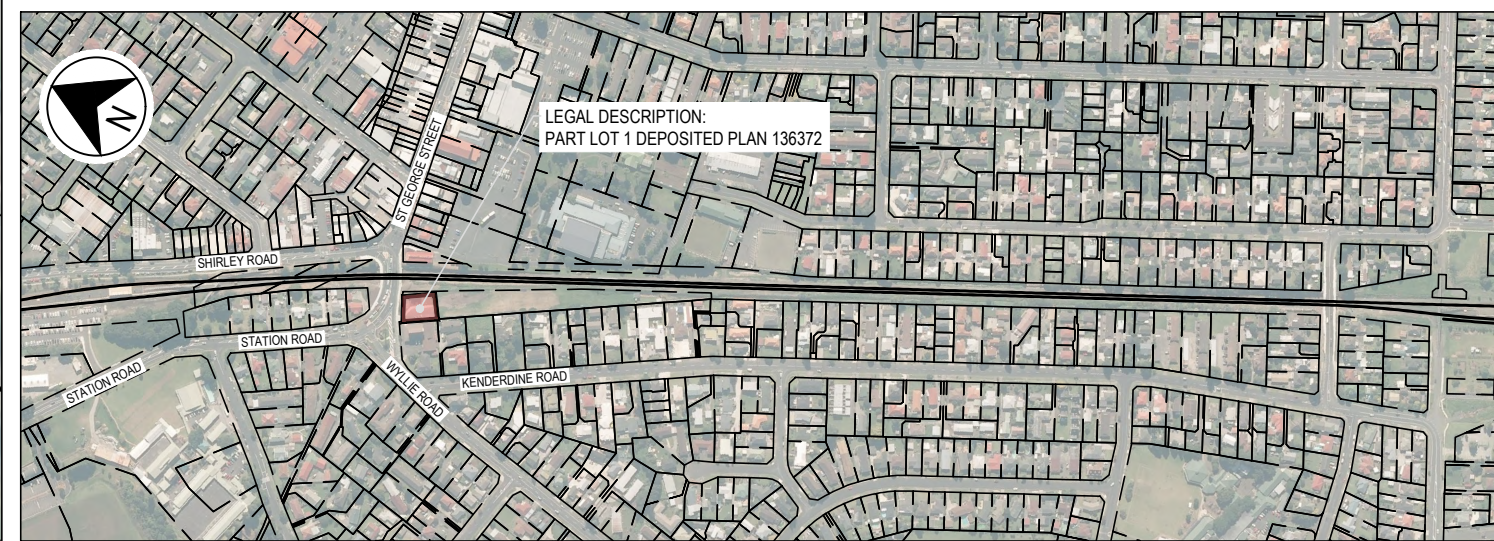 N
LEGAL DESCRIPTION:
PART LOT 1 DEPOSITED PLAN 136372
ST GEORGE STREET
SHIRLEY ROAD
STATION ROAD
STATION ROAD
WYLLIE ROAD
KENDERDINE ROAD